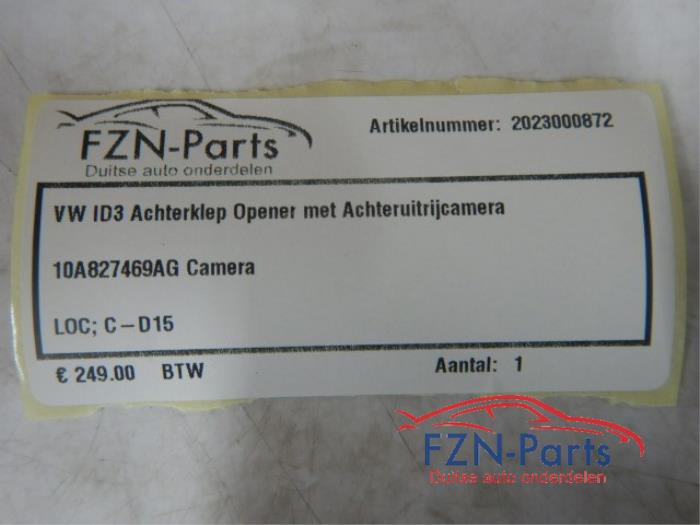 FZN-Parts
Duitse auto onderdelen
Artikelnummer: 2023000872
VW ID3 Achterklep Opener met Achteruitrijcamera
10A827469AG Camera
LOC; C-D15
€ 249.00 BTW
Aantal: 1
FZN-Parts
Duitse auto onderdelen